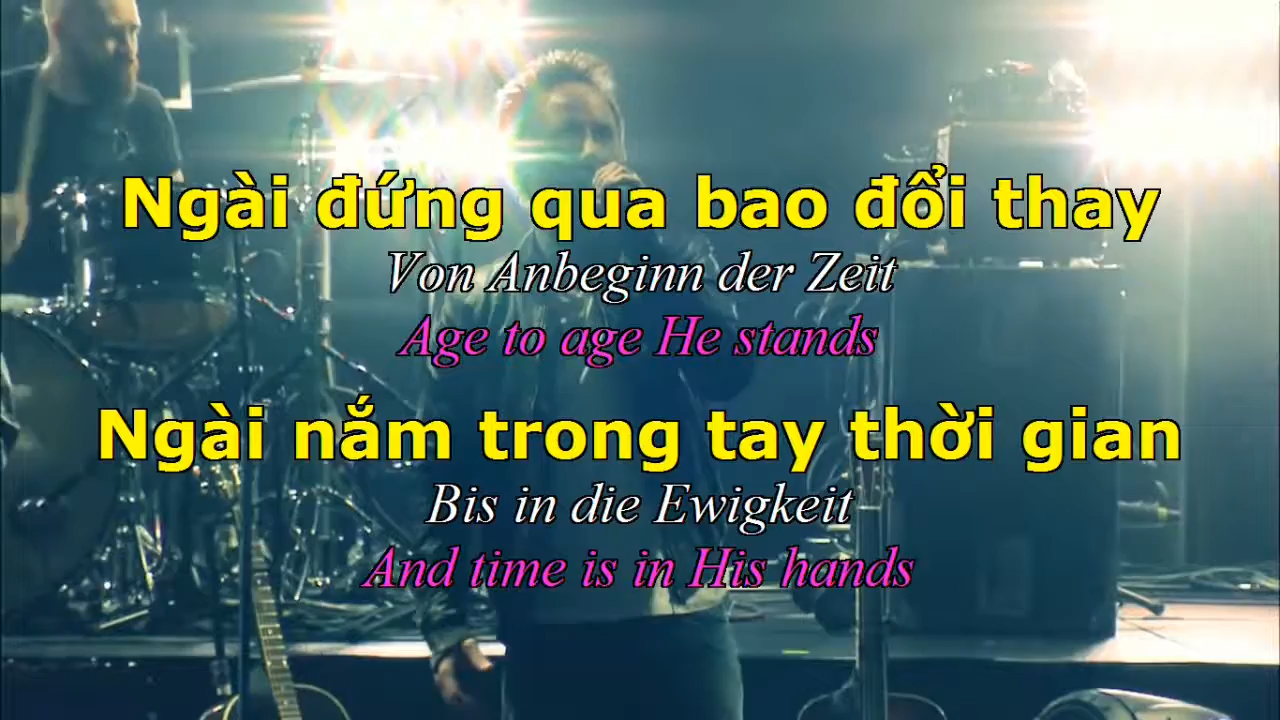 Ngài đứng qua bao đổi thay
Von Anbeginn der Zeit
Age to age He stands
Ngài nắm trong tay thời gian
Bis in die Ewigkeit
And time is in His hands